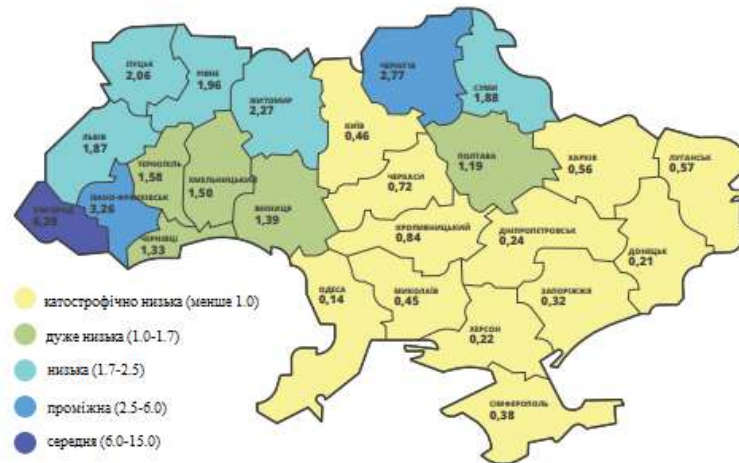 ЛУЦЬК
2,06
РІВНЕ
1,96
ЖИТОМИР
2,27
ЧЕРНІГІВ
2,77
СУМИ
1,88
ЛЬВІВ
1,87
ТЕРНОПІЛЬ
1,58
ХМЕЛЬНИЦЬКИЙ
1,50
ІВАНО-ФРАНКІВСЬК
3,26
УЖГОРОД
ВІННИЦЯ
1,39
ЧЕРНІВЦІ
1,33
КИЇВ
0,46
ЧЕРКАСИ
0,72
ПОЛТАВА
1,19
ХАРКІВ
0,56
ЛУГАНСЬК
0,57
КРОПИВНИЦЬКИЙ
0,84
ДНІПРОПЕТРОВСЬК
0,24
ДОНЕЦЬК
0,21
ОДЕСА
0,14
МИКОЛАЇВ
0,45
ЗАПОРІЖЖЯ
0,32
ХЕРСОН
0,22
СІМФЕРОПОЛЬ
0,38
катострофічно низька (менше 1.0)
дуже низька (1.0-1.7)
низька (1.7-2.5)
проміжна (2.5-6.0)
середня (6.0-15.0)